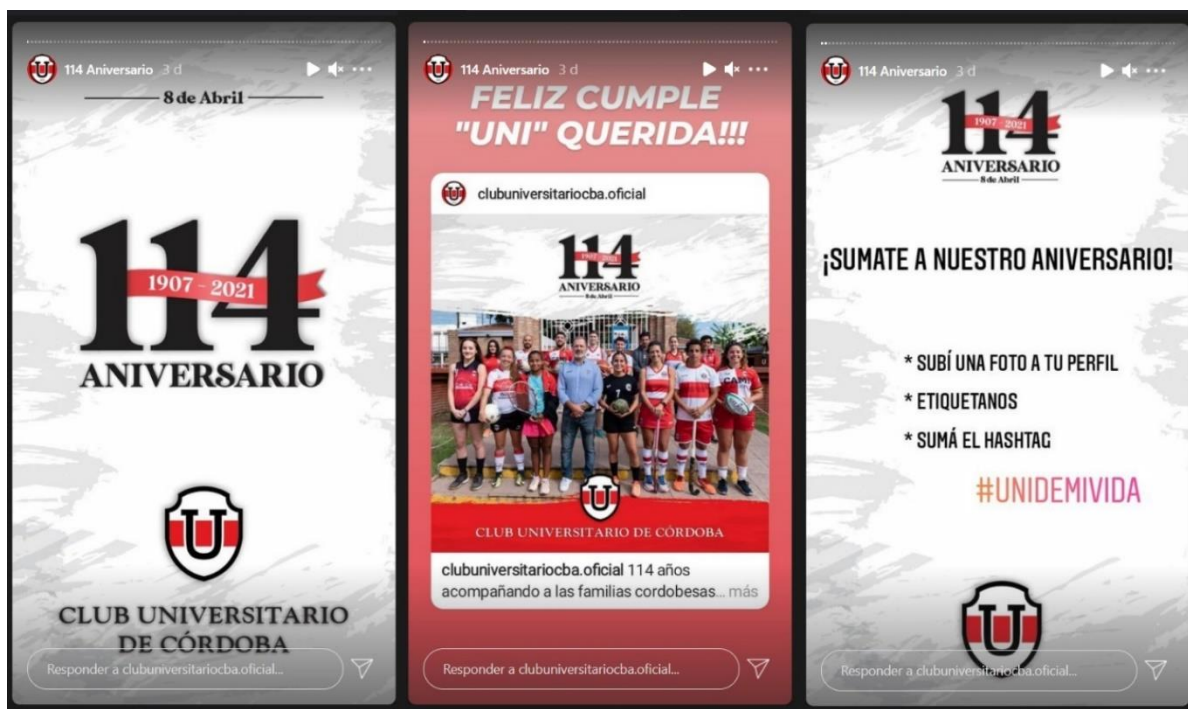 114 Aniversario 3 d
8 de Abril
114
1907 - 2021
ANIVERSARIO
U
CLUB UNIVERSITARIO
DE CÓRDOBA
Responder a clubuniversitariocba.oficial...
114 Aniversario 3 d
FELIZ CUMPLE
"UNI" QUERIDA!!!
clubuniversitariocba.oficial
114
1907 - 2021
ANIVERSARIO
8 de Abril
7
CAMI
U
CLUB UNIVERSITARIO DE CÓRDOBA
clubuniversitariocba.oficial 114 años
acompañando a las familias cordobesas... más
Responder a clubuniversitariocba.oficial...
114 Aniversario 3 d
114
1907 - 2021
ANIVERSARIO
8 de Abril
¡SUMATE A NUESTRO ANIVERSARIO!
* SUBÍ UNA FOTO A TU PERFIL
* ETIQUETANOS
* SUMÁ EL HASHTAG
#UNIDEMIVIDA
U
Responder a clubuniversitariocba.oficial...